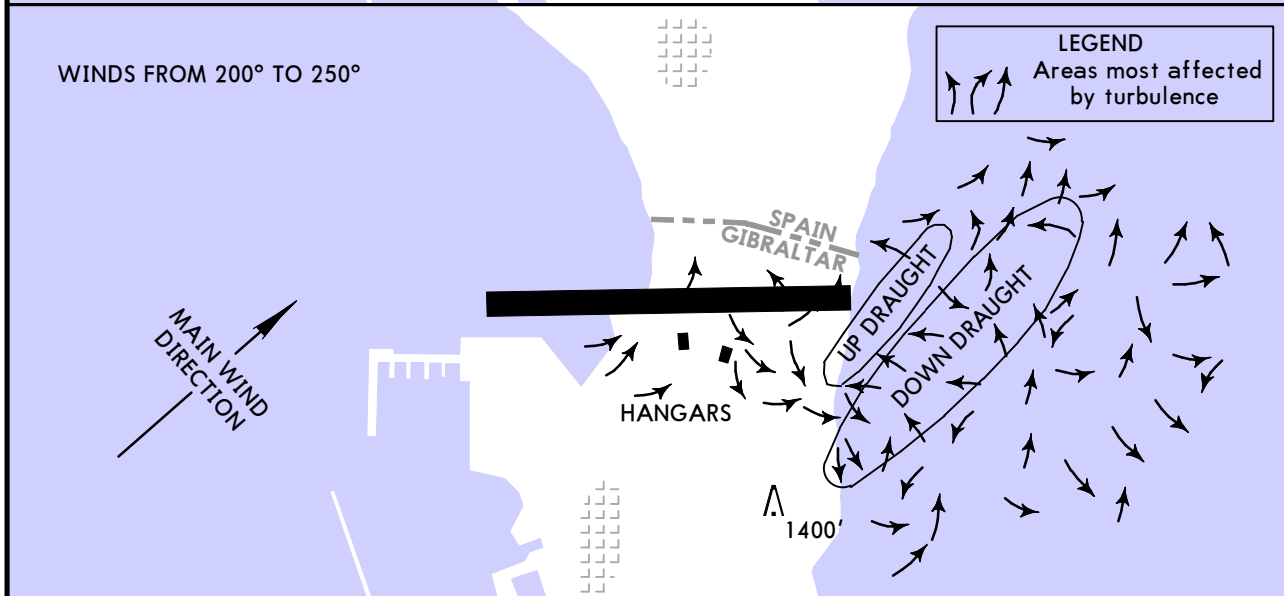 WINDS FROM 200° TO 250°
LEGEND
Areas most affected
by turbulence
SPAIN
GIBRALTAR
MAIN WIND
DIRECTION
UP DRAUGHT
DOWN DRAUGHT
HANGARS
1400'